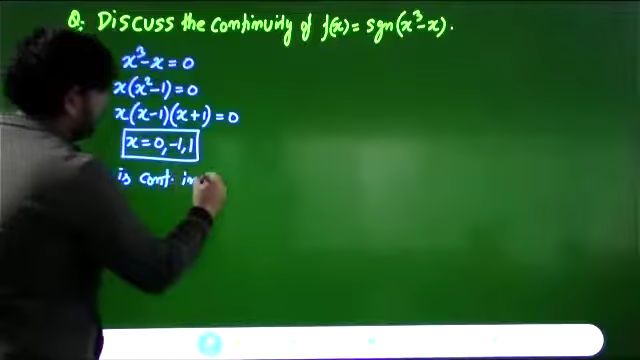 Q. Discuss the continuity of f(x) = sgn(x³-x).
x³-x = 0
x(x²-1) = 0
x(x-1)(x+1) = 0
x = 0, -1, 1
is cont. in